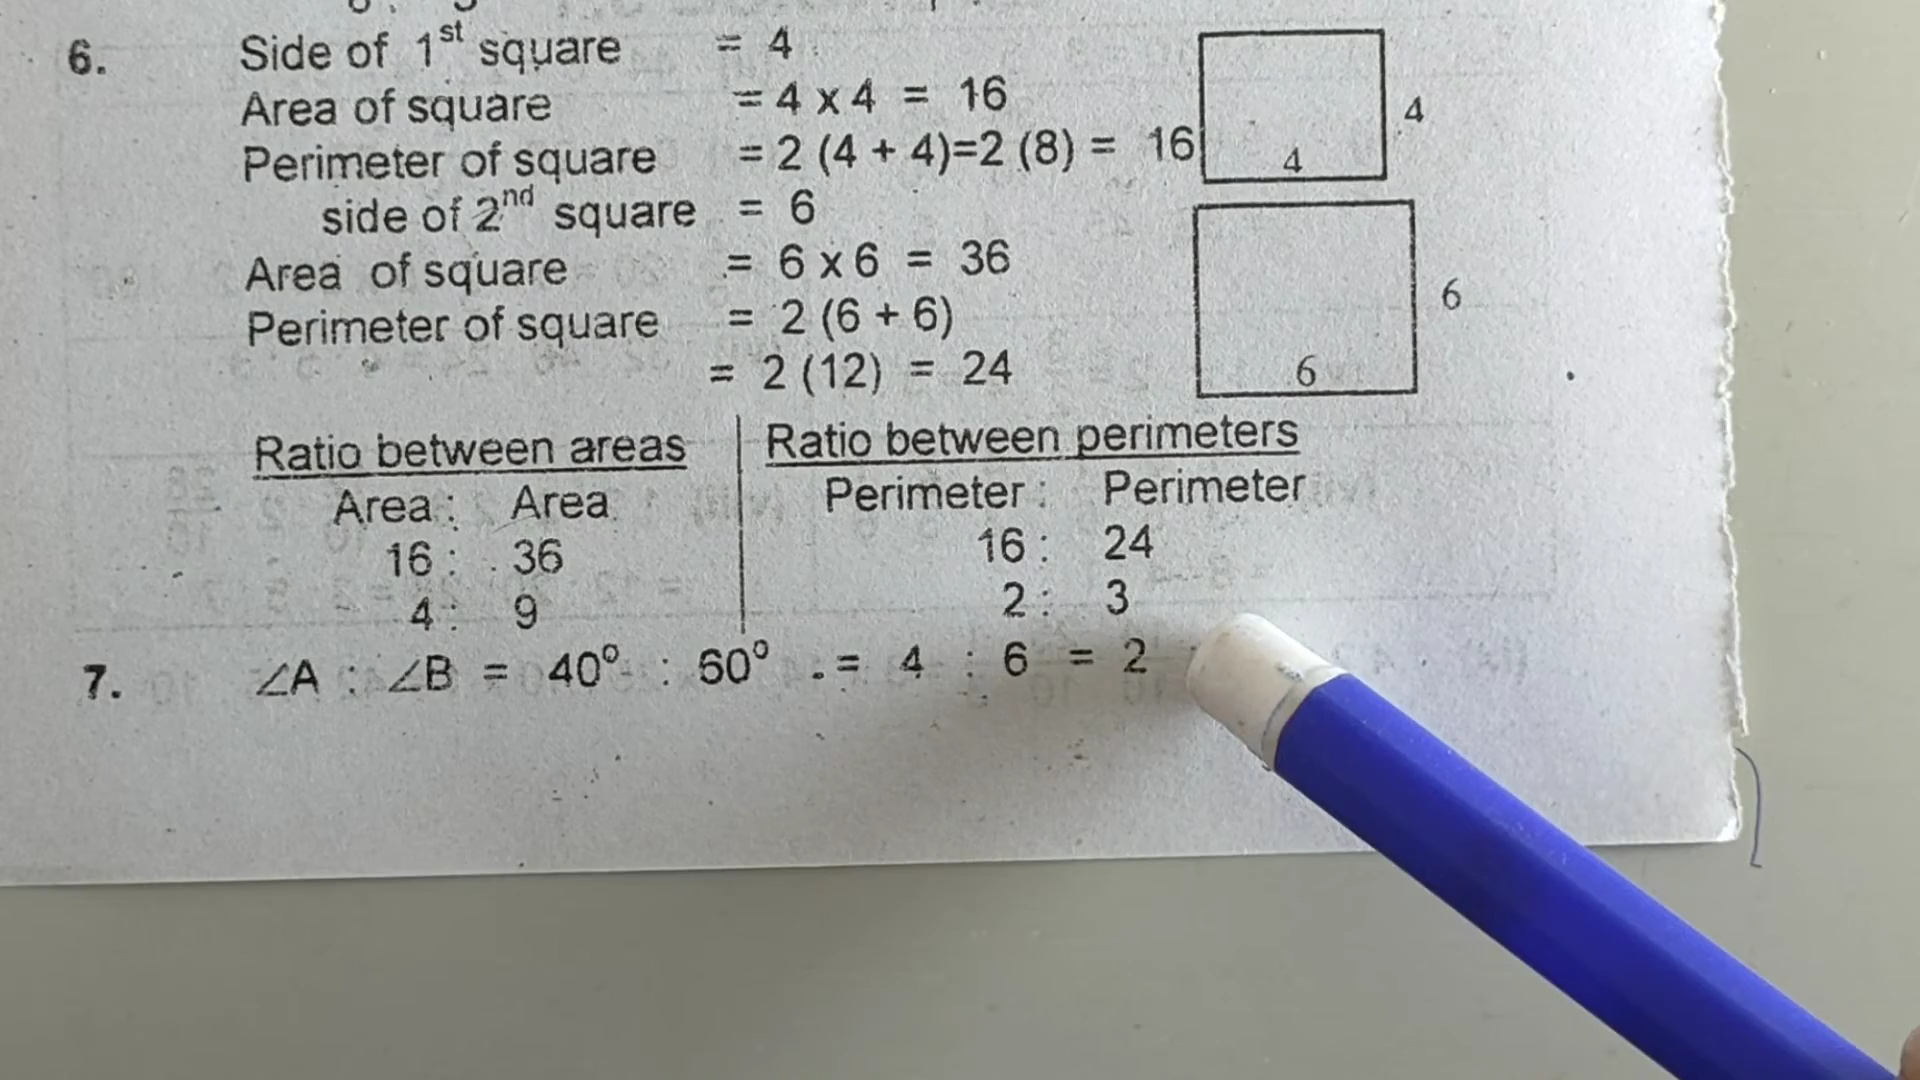 6. Side of 1st square = 4
Area of square = 4 x 4 = 16
Perimeter of square = 2 (4 + 4)=2 (8) = 16
side of 2nd square = 6
Area of square = 6 x 6 = 36
Perimeter of square = 2 (6 + 6)
= 2 (12) = 24
4
4
6
6
Ratio between areas
Area : Area
16 : 36
4 : 9
Ratio between perimeters
Perimeter : Perimeter
16 : 24
2 : 3
7. ∠A : ∠B = 40° : 60° = 4 : 6 = 2